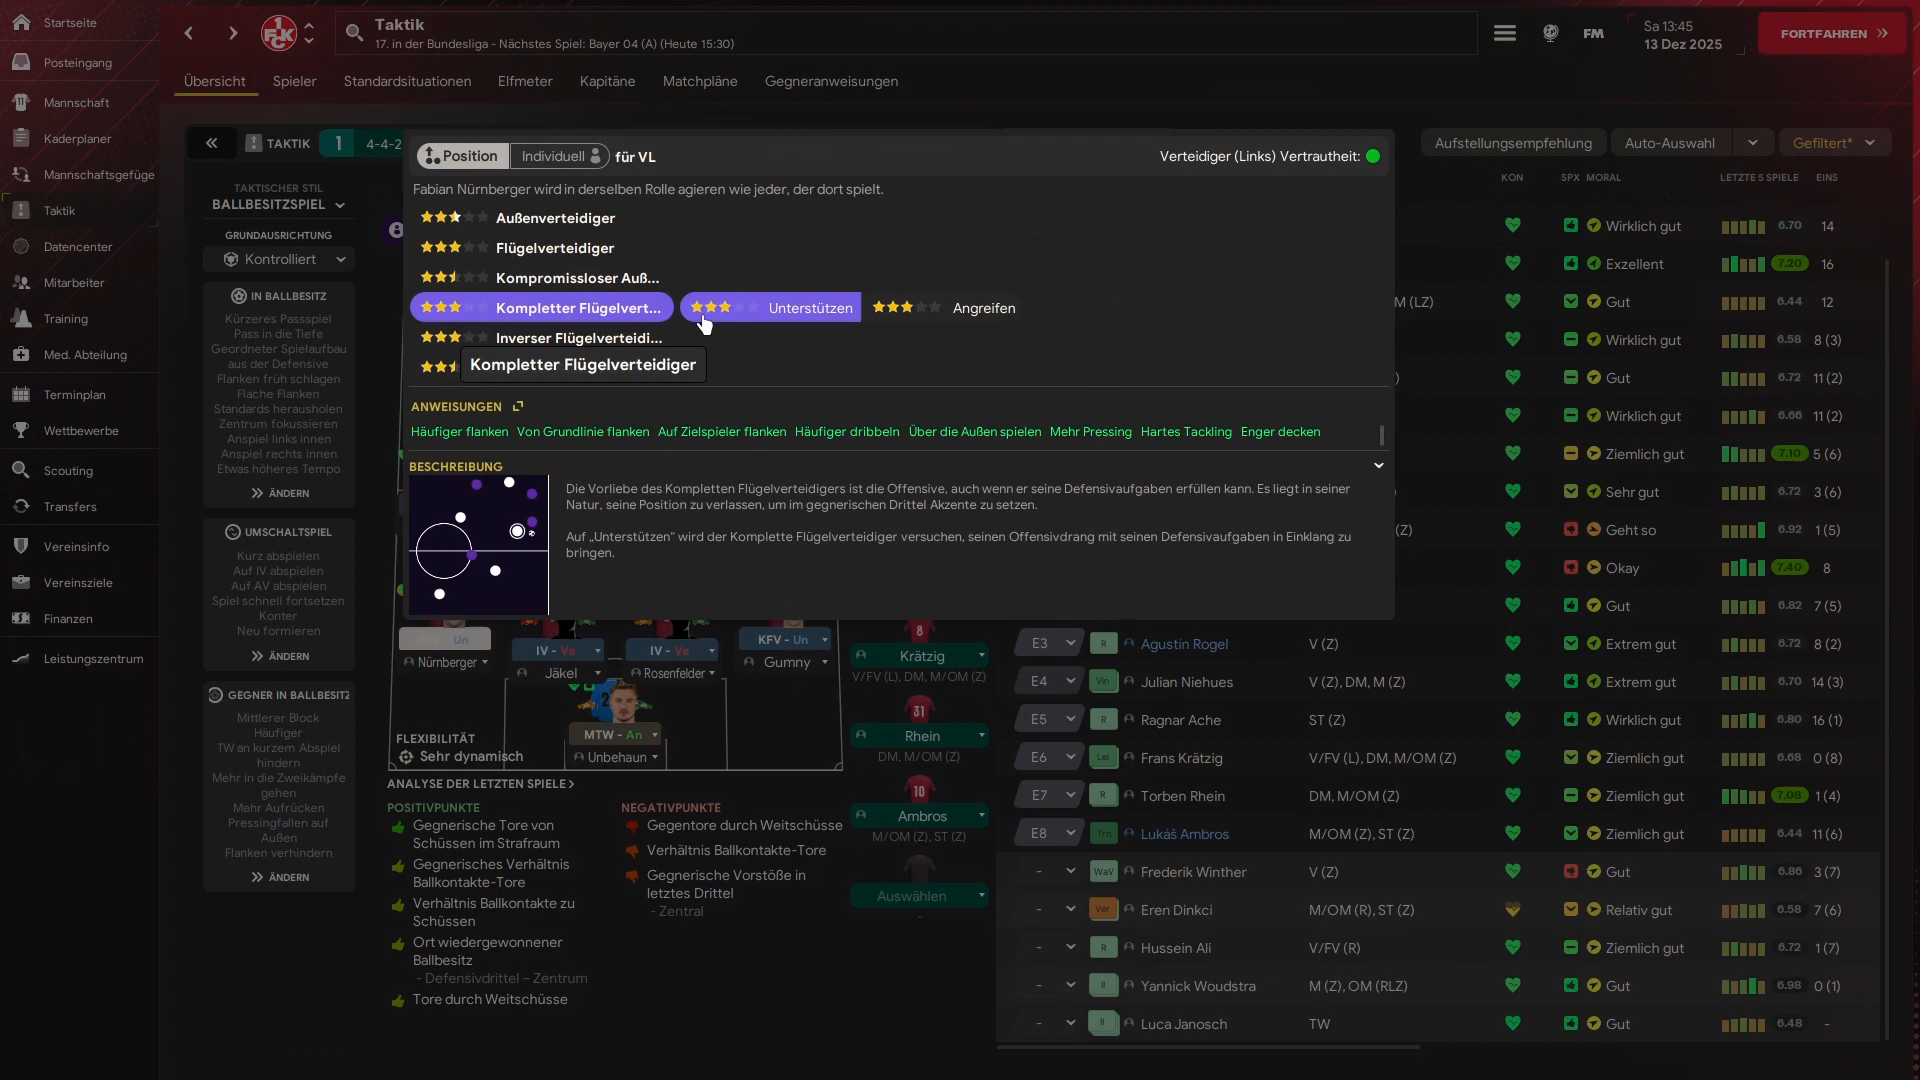 Startseite
Posteingang
Mannschaft
Kaderplaner
Mannschaftsgefüge
Taktik
Datencenter
Mitarbeiter
Training
Med. Abteilung
Terminplan
Wettbewerbe
Scouting
Transfers
Vereinsinfo
Vereinsziele
Finanzen
Leistungszentrum
Taktik
17. in der Bundesliga - Nächstes Spiel: Bayer 04 (A) (Heute 15:30)
FM
Sa 13:45
13 Dez 2025
FORTFAHREN
Übersicht Spieler Standardsituationen Elfmeter Kapitäne Matchpläne Gegneranweisungen
TAKTIK 1 4-4-2
Aufstellungsempfehlung Auto-Auswahl Gefiltert*
TAKTISCHER STIL
BALLBESITZSPIEL
GRUNDAUSRICHTUNG
Kontrolliert
IN BALLBESITZ
Kürzeres Passspiel
Pass in die Tiefe
Geordneter Spielaufbau
aus der Defensive
Flanken früh schlagen
Flache Flanken
Standards herausholen
Zentrum fokussieren
Anspiel links innen
Anspiel rechts innen
Etwas höheres Tempo
ÄNDERN
UMSCHALTSPIEL
Kurz abspielen
Auf IV abspielen
Auf AV abspielen
Spiel schnell fortsetzen
Konter
Neu formieren
ÄNDERN
GEGNER IN BALLBESITZ
Mittlerer Block
Häufiger
TW an kurzem Abspiel
hindern
Mehr in die Zweikämpfe
gehen
Mehr Aufrücken
Pressingfallen auf
Außen
Flanken verhindern
ÄNDERN
Position Individuell für VL
Verteidiger (Links) Vertrautheit:
Fabian Nürnberger wird in derselben Rolle agieren wie jeder, der dort spielt.
Außenverteidiger
Flügelverteidiger
Kompromissloser Auß...
Kompletter Flügelvert... Unterstützen Angreifen
Inverser Flügelverteidi...
Kompletter Flügelverteidiger
ANWEISUNGEN
Häufiger flanken Von Grundlinie flanken Auf Zielspieler flanken Häufiger dribbeln Über die Außen spielen Mehr Pressing Hartes Tackling Enger decken
BESCHREIBUNG
Die Vorliebe des Kompletten Flügelverteidigers ist die Offensive, auch wenn er seine Defensivaufgaben erfüllen kann. Es liegt in seiner
Natur, seine Position zu verlassen, um im gegnerischen Drittel Akzente zu setzen.
Auf „Unterstützen" wird der Komplette Flügelverteidiger versuchen, seinen Offensivdrang mit seinen Defensivaufgaben in Einklang zu
bringen.
Un
Nürnberger
IV - Ve
Jäkel
IV - Ve
Rosenfelder
KFV - Un
Gumny
MTW - An
Unbehaun
FLEXIBILITÄT
Sehr dynamisch
ANALYSE DER LETZTEN SPIELE>
POSITIVPUNKTE
Gegnerische Tore von
Schüssen im Strafraum
Gegnerisches Verhältnis
Ballkontakte-Tore
Verhältnis Ballkontakte zu
Schüssen
Ort wiedergewonnener
Ballbesitz
- Defensivdrittel – Zentrum
Tore durch Weitschüsse
NEGATIVPUNKTE
Gegentore durch Weitschüsse
Verhältnis Ballkontakte-Tore
Gegnerische Vorstöße in
letztes Drittel
- Zentral
8
Krätzig
V/FV (L), DM, M/OM (Z)
31
Rhein
DM, M/OM (Z)
10
Ambros
M/OM (Z), ST (Z)
Auswählen
-
KON SPX MORAL LETZTE 5 SPIELE EINS
Wirklich gut 6.70 14
Exzellent 7.20 16
M (LZ) Gut 6.44 12
Wirklich gut 6.58 8 (3)
) Gut 6.72 11 (2)
Wirklich gut 6.66 11 (2)
Ziemlich gut 7.10 5 (6)
) Sehr gut 6.72 3 (6)
(Z) Geht so 6.92 1 (5)
Okay 7.40 8
Gut 6.82 7 (5)
E3 R Agustín Rogel V (Z) Extrem gut 6.72 8 (2)
E4 Vin Julian Niehues V (Z), DM, M (Z) Extrem gut 6.70 14 (3)
E5 R Ragnar Ache ST (Z) Wirklich gut 6.80 16 (1)
E6 Lei Frans Krätzig V/FV (L), DM, M/OM (Z) Ziemlich gut 6.68 0 (8)
E7 R Torben Rhein DM, M/OM (Z) Ziemlich gut 7.08 1 (4)
E8 Trn Lukáš Ambros M/OM (Z), ST (Z) Ziemlich gut 6.44 11 (6)
- WaV Frederik Winther V (Z) Gut 6.86 3 (7)
- Ver Eren Dinkci M/OM (R), ST (Z) Relativ gut 6.58 7 (6)
- R Hussein Ali V/FV (R) Ziemlich gut 6.72 1 (7)
- II Yannick Woudstra M (Z), OM (RLZ) Gut 6.98 0 (1)
- II Luca Janosch TW Gut 6.48 -